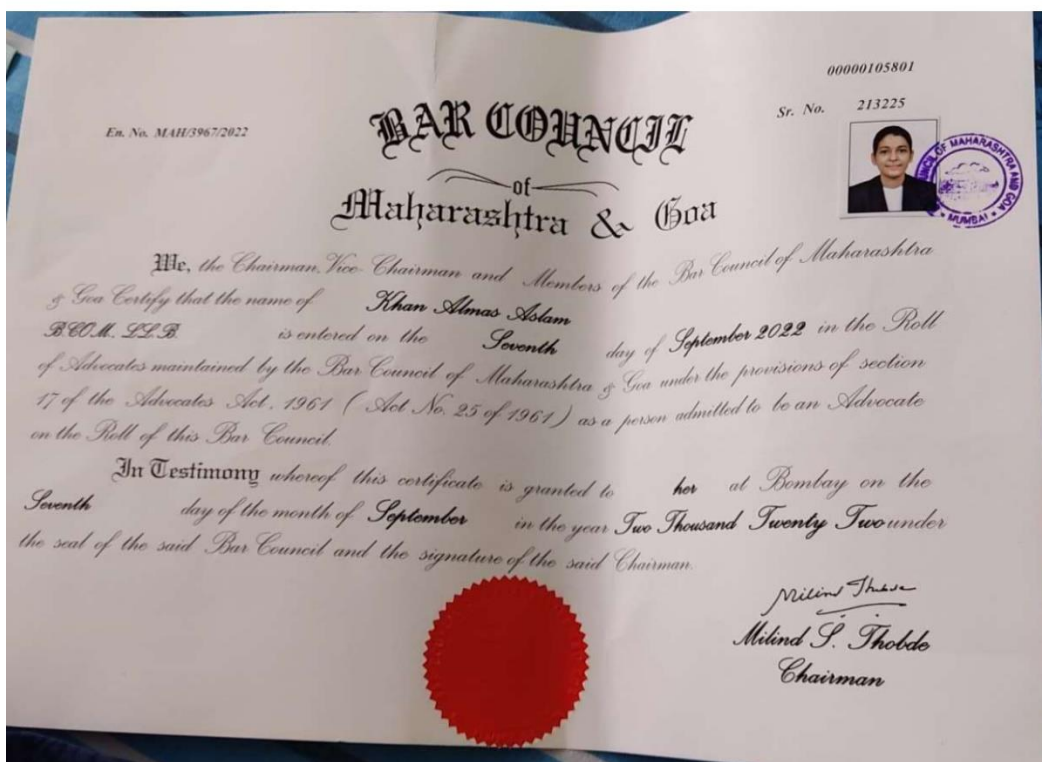 00000105801
Sr. No. 213225
En. No. MAH/3967/2022
BAR COUNCIL
of
Maharashtra & Goa
COUNCIL OF MAHARASHTRA AND GOA
* MUMBAI *
We, the Chairman, Vice-Chairman and Members of the Bar Council of Maharashtra
& Goa Certify that the name of Khan Almas Aslam
B.COM. LL.B. is entered on the Seventh day of September 2022 in the Roll
of Advocates maintained by the Bar Council of Maharashtra & Goa under the provisions of section
17 of the Advocates Act, 1961 ( Act No. 25 of 1961 ) as a person admitted to be an Advocate
on the Roll of this Bar Council.
In Testimony whereof this certificate is granted to her at Bombay on the
Seventh day of the month of September in the year Two Thousand Twenty Two under
the seal of the said Bar Council and the signature of the said Chairman.
Milind Thobde
Milind S. Thobde
Chairman